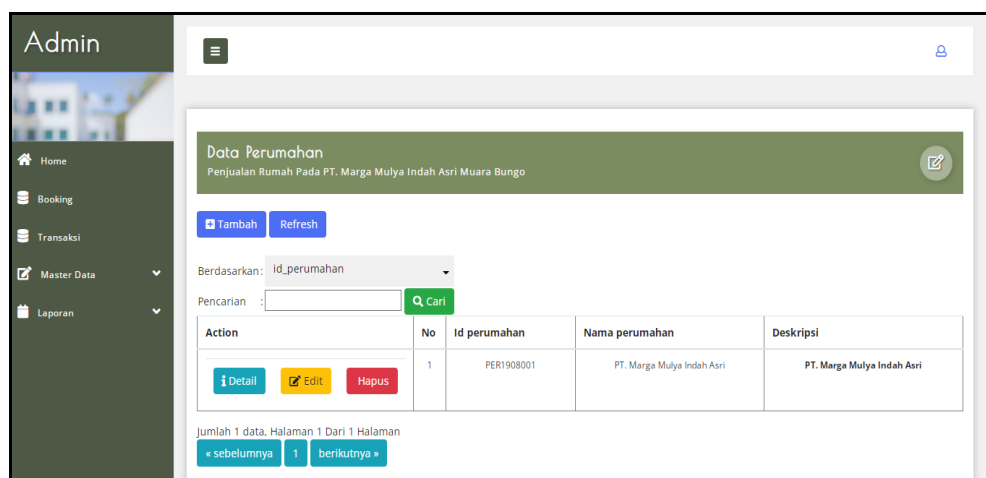 Admin
Home
Booking
Transaksi
Master Data
Laporan
Data Perumahan
Penjualan Rumah Pada PT. Marga Mulya Indah Asri Muara Bungo
Tambah Refresh
Berdasarkan : id_perumahan
Pencarian : Cari
Action No Id perumahan Nama perumahan Deskripsi
Detail Edit Hapus 1 PER1908001 PT. Marga Mulya Indah Asri PT. Marga Mulya Indah Asri
Jumlah 1 data, Halaman 1 Dari 1 Halaman
« sebelumnya 1 berikutnya »